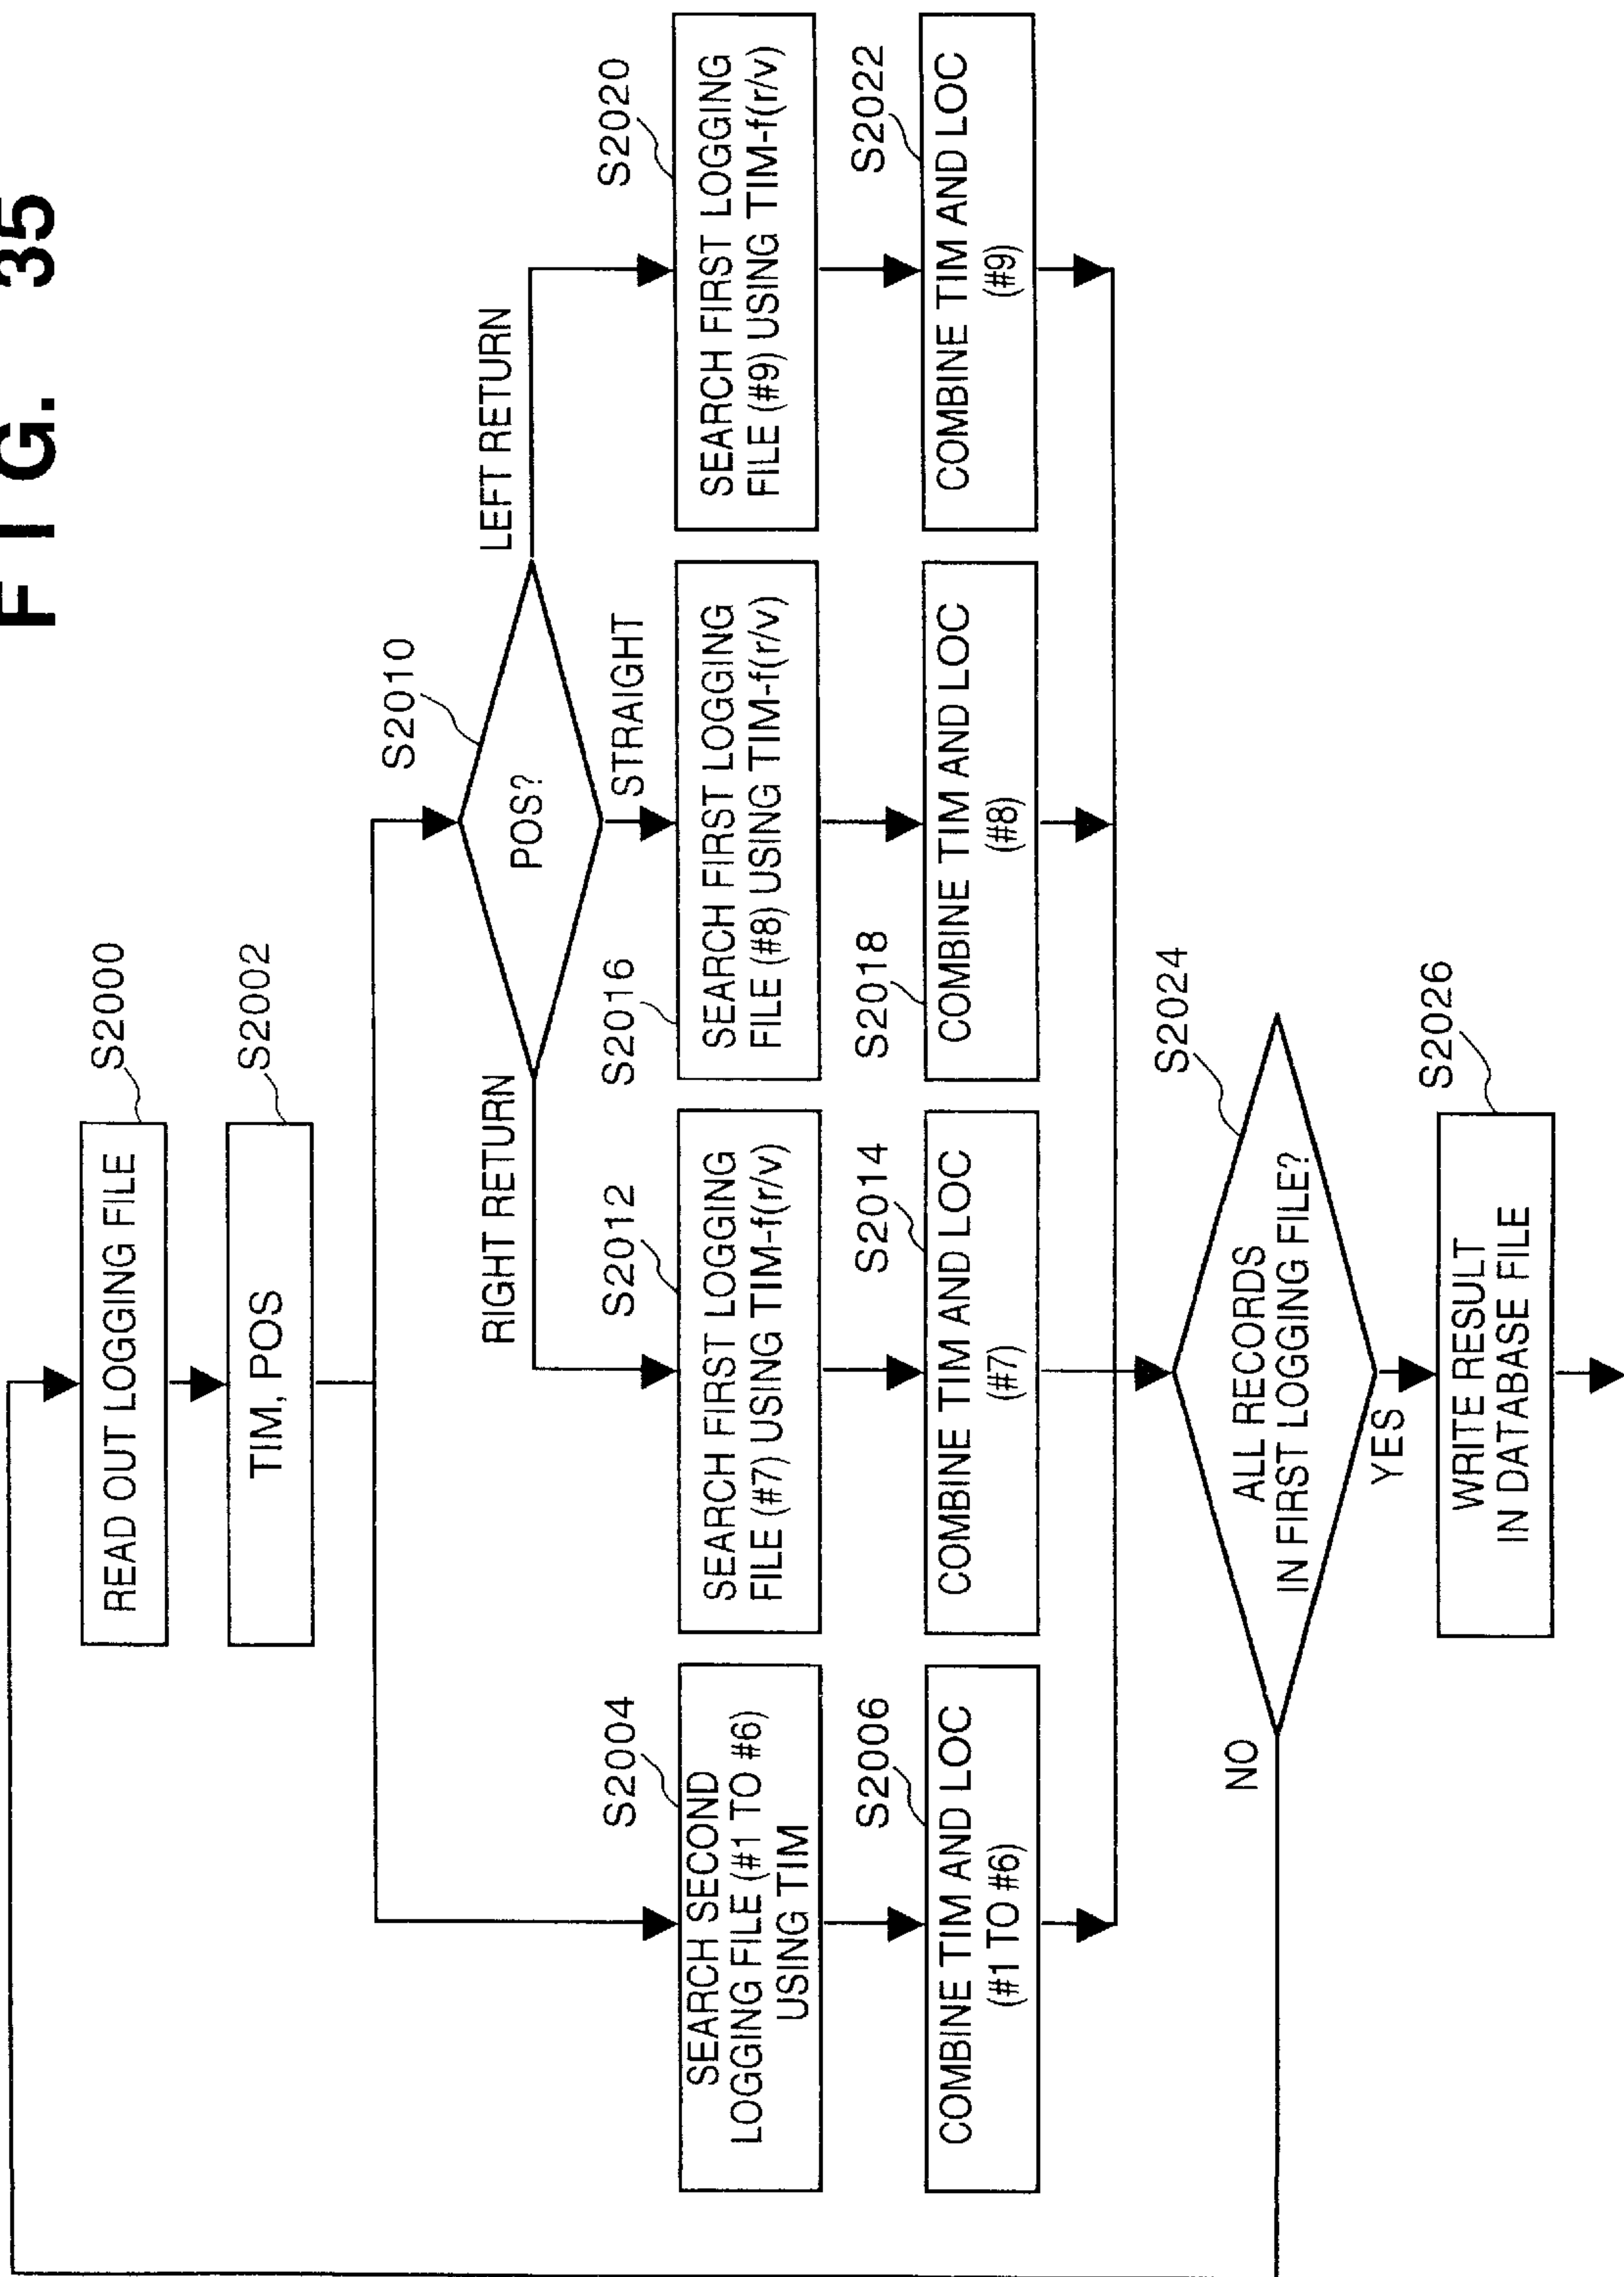 F I G. 35
READ OUT LOGGING FILE
S2000
TIM, POS
S2002
S2010
POS?
RIGHT RETURN
STRAIGHT
LEFT RETURN
S2004
SEARCH SECOND
LOGGING FILE (#1 TO #6)
USING TIM
S2012
SEARCH FIRST LOGGING
FILE (#7) USING TIM-f(r/v)
S2016
SEARCH FIRST LOGGING
FILE (#8) USING TIM-f(r/v)
S2020
SEARCH FIRST LOGGING
FILE (#9) USING TIM-f(r/v)
S2006
COMBINE TIM AND LOC
(#1 TO #6)
S2014
COMBINE TIM AND LOC
(#7)
S2018
COMBINE TIM AND LOC
(#8)
S2022
COMBINE TIM AND LOC
(#9)
S2024
ALL RECORDS
IN FIRST LOGGING FILE?
NO
YES
S2026
WRITE RESULT
IN DATABASE FILE